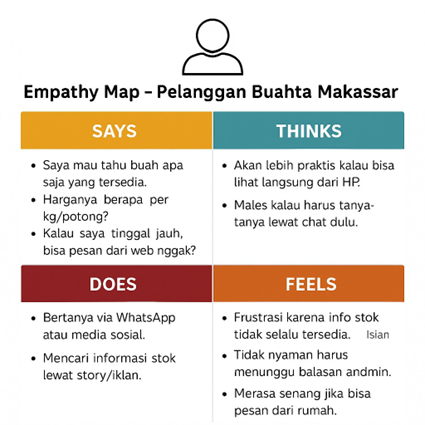 Empathy Map – Pelanggan Buahta Makassar
SAYS
• Saya mau tahu buah apa
saja yang tersedia.
• Harganya berapa per
kg/potong?
• Kalau saya tinggal jauh,
bisa pesan dari web nggak?
THINKS
• Akan lebih praktis kalau bisa
lihat langsung dari HP.
• Males kalau harus tanya-
tanya lewat chat dulu.
DOES
• Bertanya via WhatsApp
atau media sosial.
• Mencari informasi stok
lewat story/iklan.
FEELS
• Frustrasi karena info stok
tidak selalu tersedia. Isian
• Tidak nyaman harus
menunggu balasan andmin.
• Merasa senang jika bisa
pesan dari rumah.